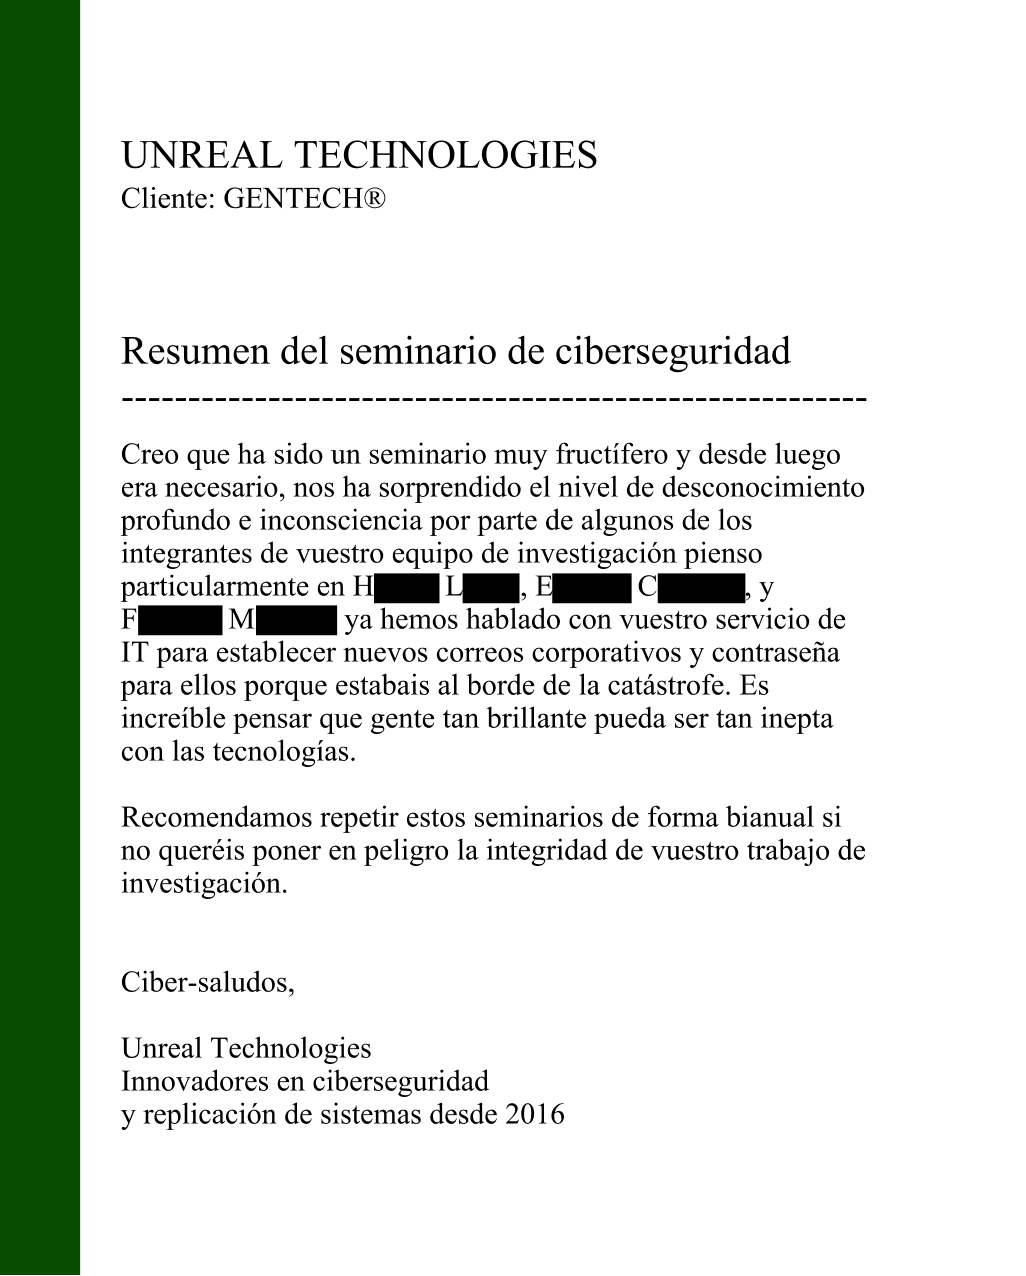 UNREAL TECHNOLOGIES
Cliente: GENTECH®
Resumen del seminario de ciberseguridad
--------------------------------------------------------
Creo que ha sido un seminario muy fructífero y desde luego
era necesario, nos ha sorprendido el nivel de desconocimiento
profundo e inconsciencia por parte de algunos de los
integrantes de vuestro equipo de investigación pienso
particularmente en H L, E C, y
F M ya hemos hablado con vuestro servicio de
IT para establecer nuevos correos corporativos y contraseña
para ellos porque estabais al borde de la catástrofe. Es
increíble pensar que gente tan brillante pueda ser tan inepta
con las tecnologías.
Recomendamos repetir estos seminarios de forma bianual si
no queréis poner en peligro la integridad de vuestro trabajo de
investigación.
Ciber-saludos,
Unreal Technologies
Innovadores en ciberseguridad
y replicación de sistemas desde 2016